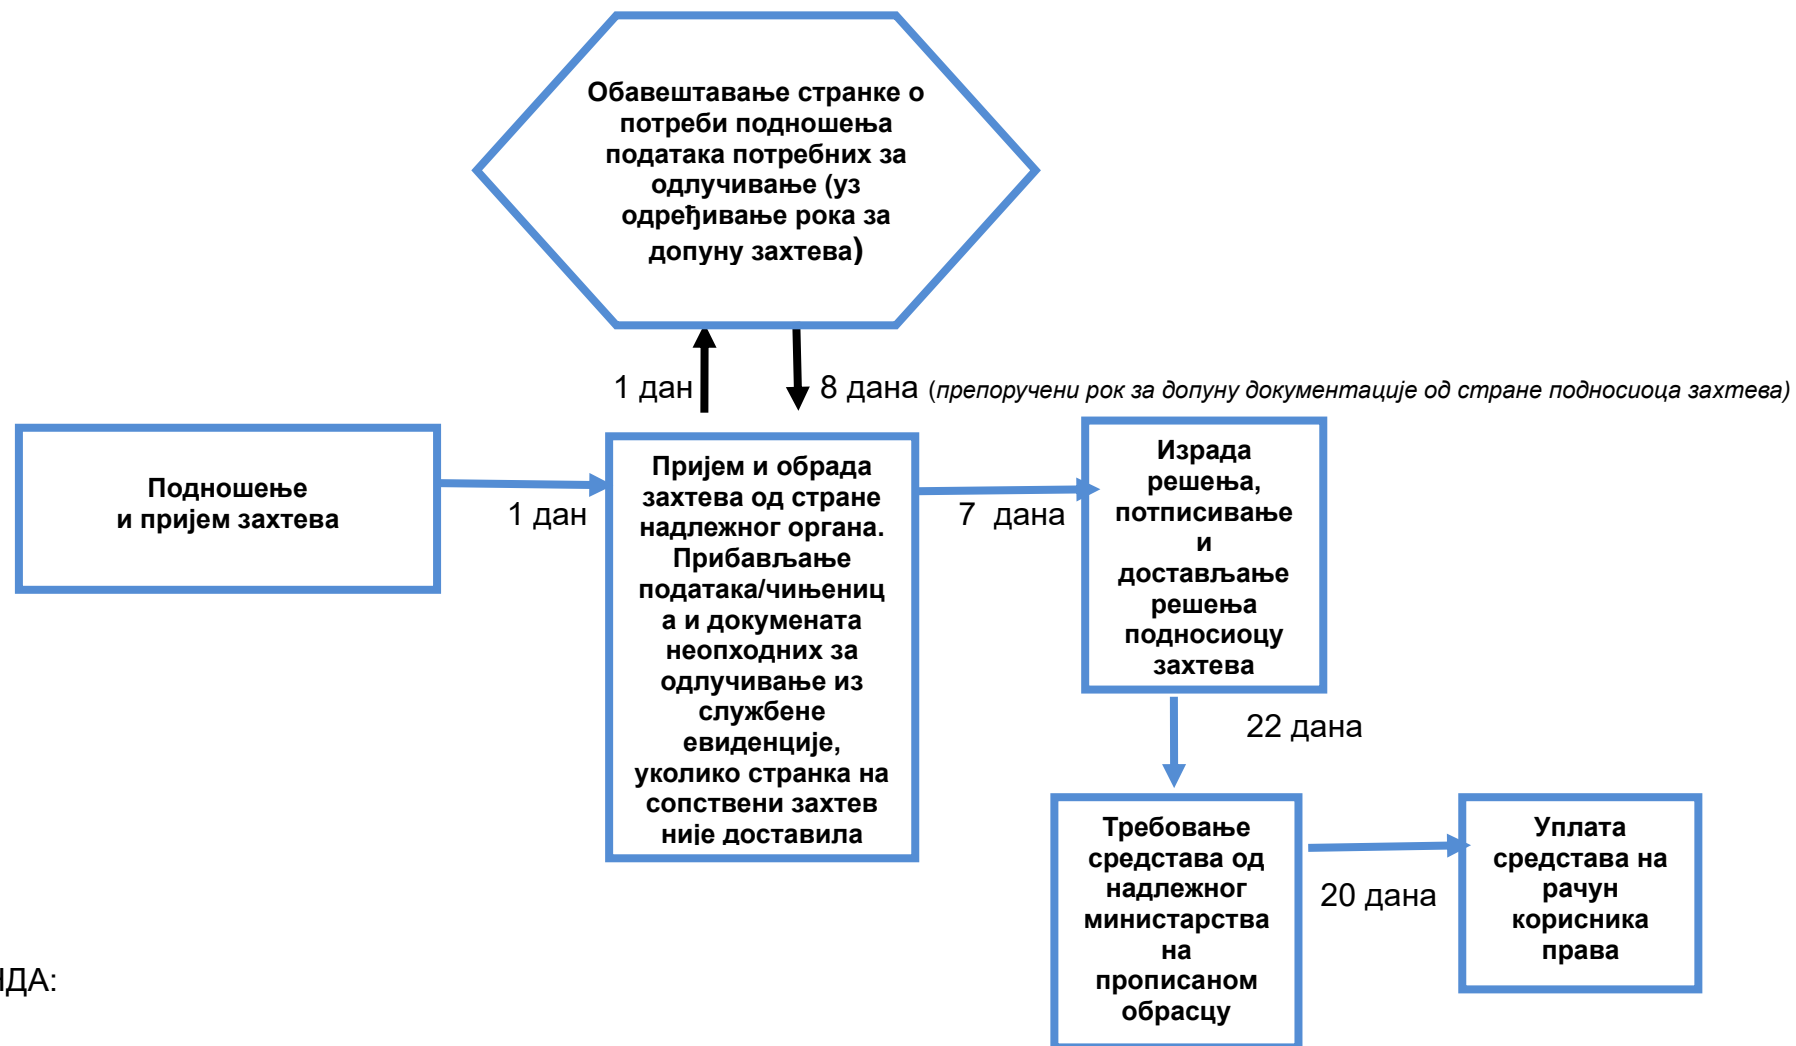 Обавештавање странке о
потреби подношења
података потребних за
одлучивање (уз
одређивање рока за
допуну захтева)
1 дан
8 дана (препоручени рок за допуну документације од стране подносиоца захтева)
Подношење
и пријем захтева
1 дан
Пријем и обрада
захтева од стране
надлежног органа.
Прибављање
података/чињениц
а и докумената
неопходних за
одлучивање из
службене
евиденције,
уколико странка на
сопствени захтев
није доставила
7 дана
Израда
решења,
потписивање
и
достављање
решења
подносиоцу
захтева
22 дана
Требовање
средстава од
надлежног
министарства
на
прописаном
обрасцу
20 дана
Уплата
средстава на
рачун
корисника
права
НДА: